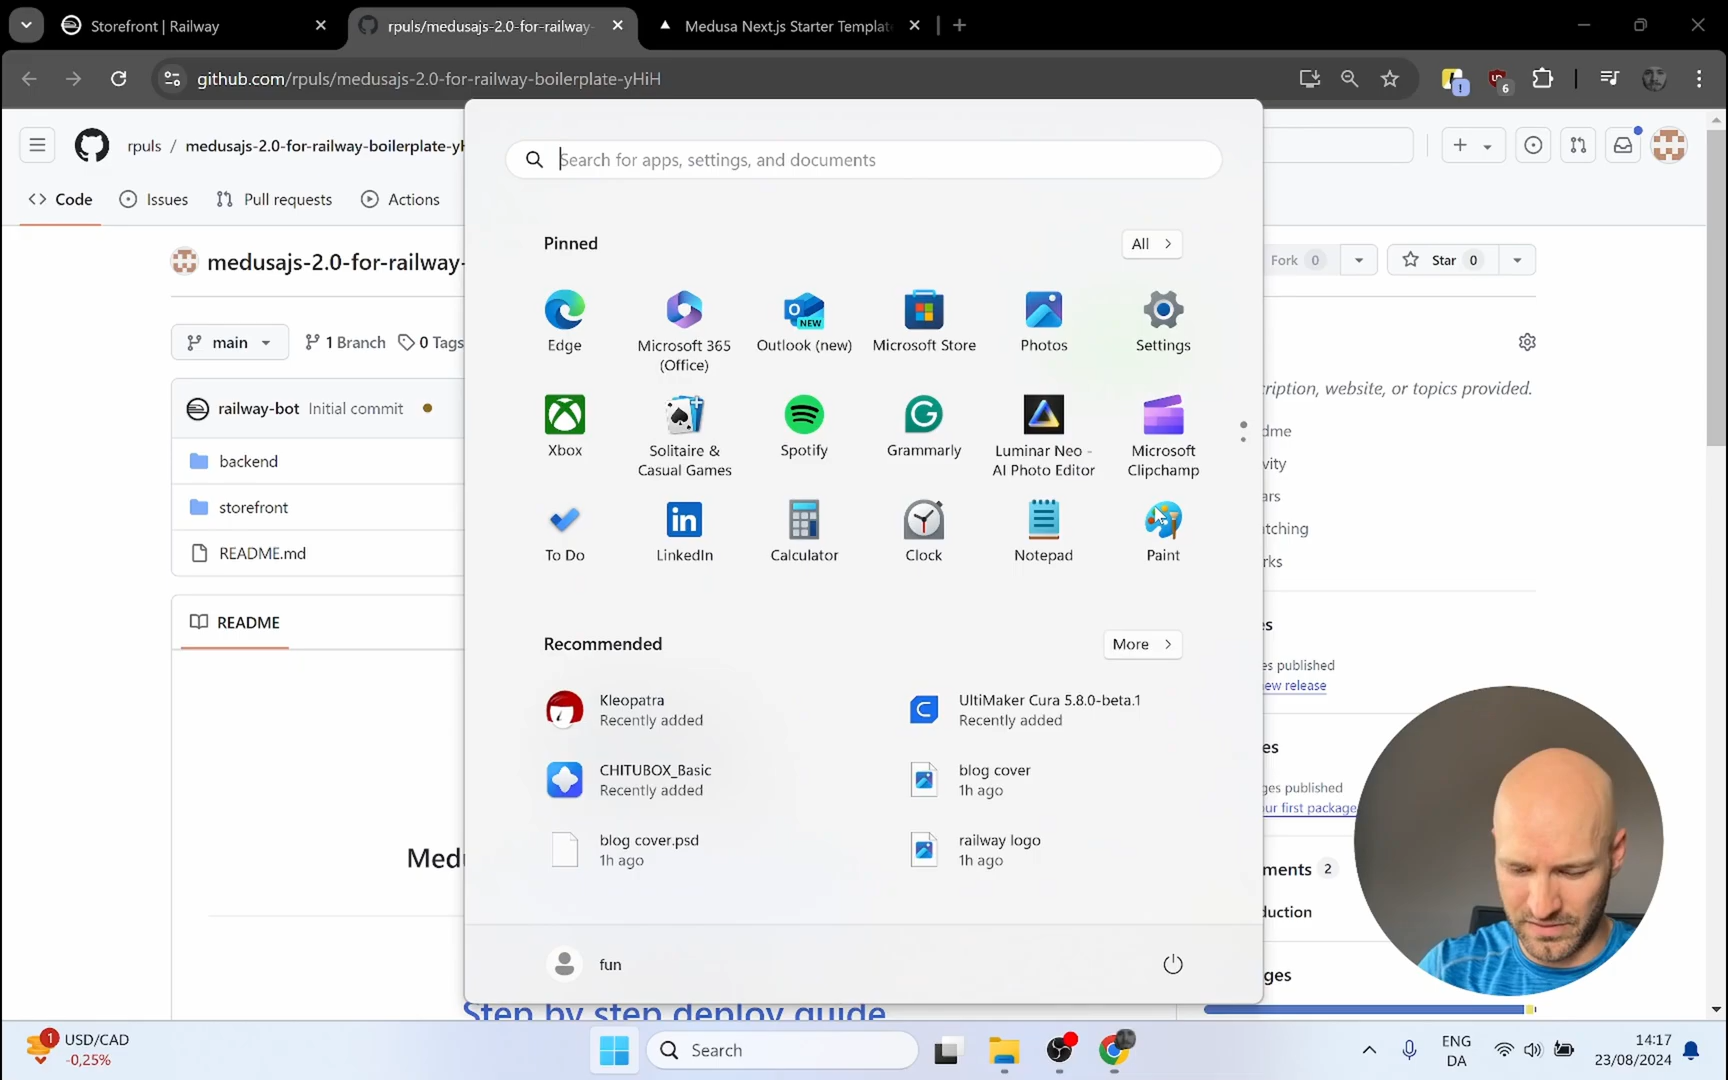 Storefront | Railway
rpuls/medusajs-2.0-for-railway-
Medusa Next.js Starter Templat
github.com/rpuls/medusajs-2.0-for-railway-boilerplate-yHiH
6
rpuls / medusajs-2.0-for-railway-boilerplate-yH
Code
Issues
Pull requests
Actions
medusajs-2.0-for-railway-
Fork 0
Star 0
main
1 Branch
0 Tags
railway-bot Initial commit
backend
storefront
README.md
README
Medu
Step by step deploy guide
Search for apps, settings, and documents
Pinned
All
Edge
Microsoft 365
(Office)
Outlook (new)
Microsoft Store
Photos
Settings
Xbox
Solitaire &
Casual Games
Spotify
Grammarly
Luminar Neo -
AI Photo Editor
Microsoft
Clipchamp
To Do
LinkedIn
Calculator
Clock
Notepad
Paint
NEW
Recommended
More
Kleopatra
Recently added
UltiMaker Cura 5.8.0-beta.1
Recently added
CHITUBOX_Basic
Recently added
blog cover
1h ago
blog cover.psd
1h ago
railway logo
1h ago
fun
cription, website, or topics provided.
dme
vity
ars
tching
rks
es
s published
ew release
es
ges published
ur first package
ments 2
duction
ges
1
USD/CAD
-0,25%
Search
ENG
DA
14:17
23/08/2024